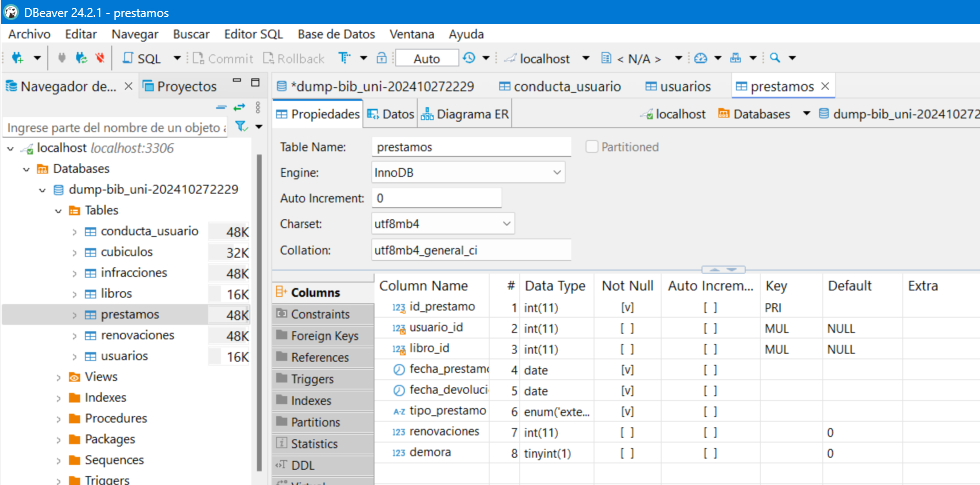 DBeaver 24.2.1 - prestamos
Archivo Editar Navegar Buscar Editor SQL Base de Datos Ventana Ayuda
SQL Commit Rollback Auto localhost < N/A >
Navegador de... Proyectos
*dump-bib_uni-202410272229 conducta_usuario usuarios prestamos
Propiedades Datos Diagrama ER localhost Databases dump-bib_uni-2024102722
Ingrese parte del nombre de un objeto
localhost localhost:3306
Databases
dump-bib_uni-202410272229
Tables
conducta_usuario 48K
cubiculos 32K
infracciones 48K
libros 16K
prestamos 48K
renovaciones 48K
usuarios 16K
Views
Indexes
Procedures
Packages
Sequences
Triggers
Table Name: prestamos Partitioned
Engine: InnoDB
Auto Increment: 0
Charset: utf8mb4
Collation: utf8mb4_general_ci
Columns
Constraints
Foreign Keys
References
Triggers
Indexes
Partitions
Statistics
DDL
Column Name # Data Type Not Null Auto Increm... Key Default Extra
123 id_prestamo 1 int(11) [v] [ ] PRI
123 usuario_id 2 int(11) [ ] [ ] MUL NULL
123 libro_id 3 int(11) [ ] [ ] MUL NULL
fecha_prestamo 4 date [v] [ ]
fecha_devoluci 5 date [v] [ ]
A-Z tipo_prestamo 6 enum('exte... [v] [ ]
123 renovaciones 7 int(11) [ ] [ ] 0
123 demora 8 tinyint(1) [ ] [ ] 0